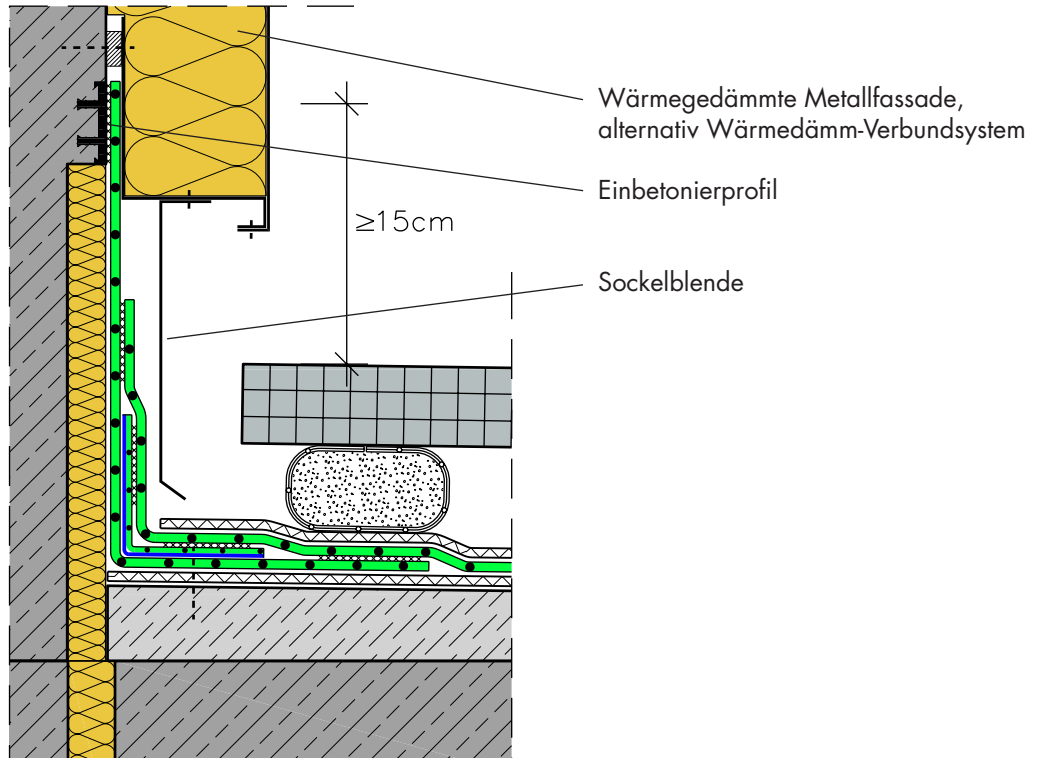 Wärmegedämmte Metallfassade,
alternativ Wärmedämm-Verbundsystem
Einbetonierprofil
≥15cm
Sockelblende